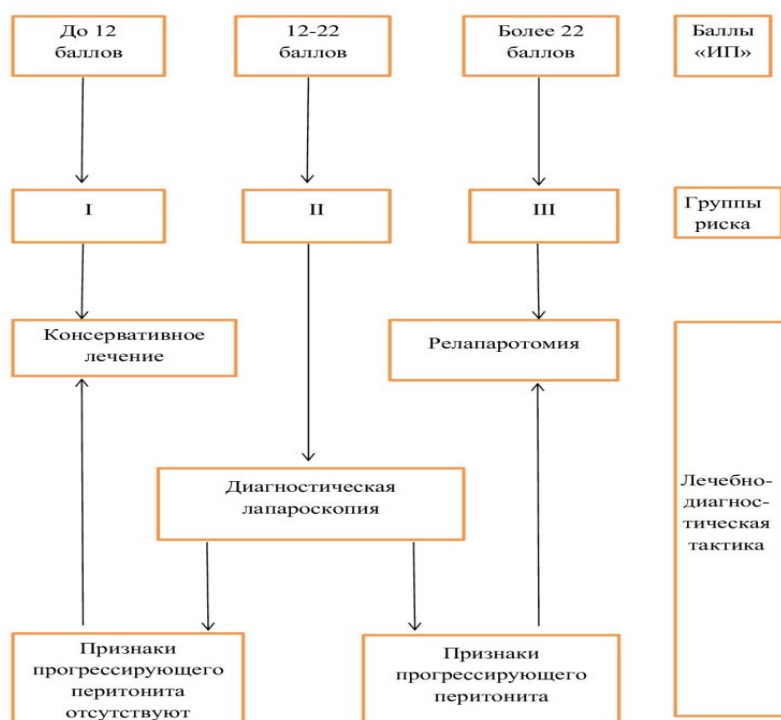 До 12
баллов
12-22
баллов
Более 22
баллов
Баллы
«ИП»
I
II
III
Группы
риска
Консервативное
лечение
Релапаротомия
Диагностическая
лапароскопия
Лечебно-
диагнос-
тическая
тактика
Признаки
прогрессирующего
перитонита
отсутствуют
Признаки
прогрессирующего
перитонита